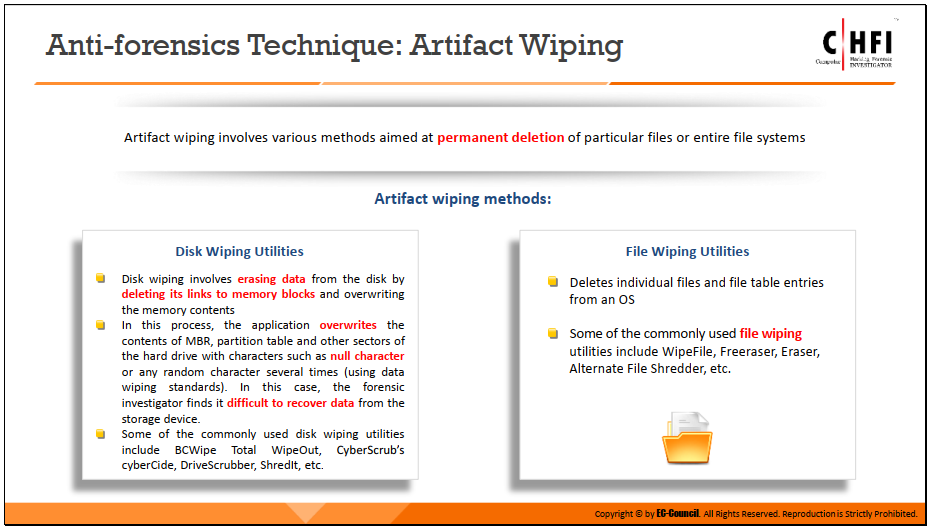 Anti-forensics Technique: Artifact Wiping
C HFI
Computer Hacking Forensic
INVESTIGATOR
Artifact wiping involves various methods aimed at permanent deletion of particular files or entire file systems
Artifact wiping methods:
Disk Wiping Utilities
Disk wiping involves erasing data from the disk by
deleting its links to memory blocks and overwriting
the memory contents
In this process, the application overwrites the
contents of MBR, partition table and other sectors of
the hard drive with characters such as null character
or any random character several times (using data
wiping standards). In this case, the forensic
investigator finds it difficult to recover data from the
storage device.
Some of the commonly used disk wiping utilities
include BCWipe Total WipeOut, CyberScrub's
cyberCide, DriveScrubber, ShredIt, etc.
File Wiping Utilities
Deletes individual files and file table entries
from an OS
Some of the commonly used file wiping
utilities include WipeFile, Freeraser, Eraser,
Alternate File Shredder, etc.
Copyright © by EC-Council. All Rights Reserved. Reproduction is Strictly Prohibited.